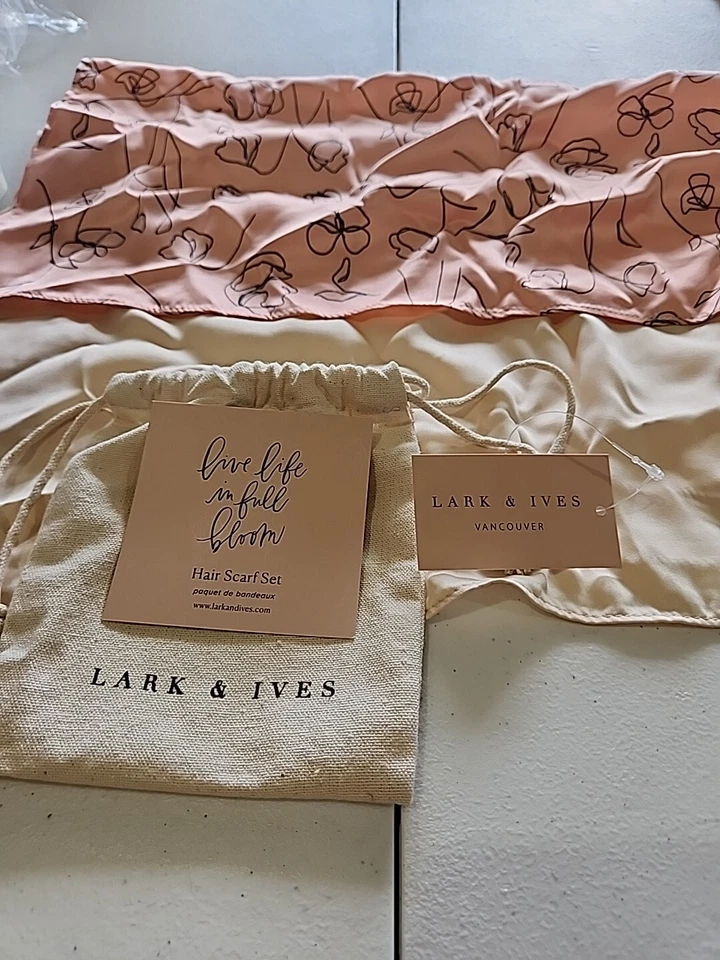 live life
in full
bloom
Hair Scarf Set
paquet de bandeaux
www.larkandives.com
LARK & IVES
VANCOUVER
LARK & IVES